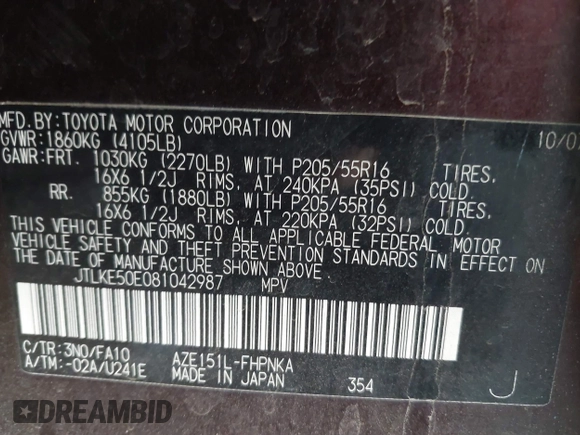 MFD.BY:TOYOTA MOTOR CORPORATION 10/0
GVWR:1860KG (4105LB)
GAWR:FRT. 1030KG (2270LB) WITH P205/55R16 TIRES,
16X6 1/2J RIMS, AT 240KPA (35PSI) COLD.
RR. 855KG (1880LB) WITH P205/55R16 TIRES,
16X6 1/2J RIMS, AT 220KPA (32PSI) COLD.
THIS VEHICLE CONFORMS TO ALL APPLICABLE FEDERAL MOTOR
VEHICLE SAFETY AND THEFT PREVENTION STANDARDS IN EFFECT ON
THE DATE OF MANUFACTURE SHOWN ABOVE.
JTLKE50E081042987 MPV
C/TR:3N0/FA10 AZE151L-FHPNKA
A/TM:-02A/U241E MADE IN JAPAN 354 J
DREAMBID